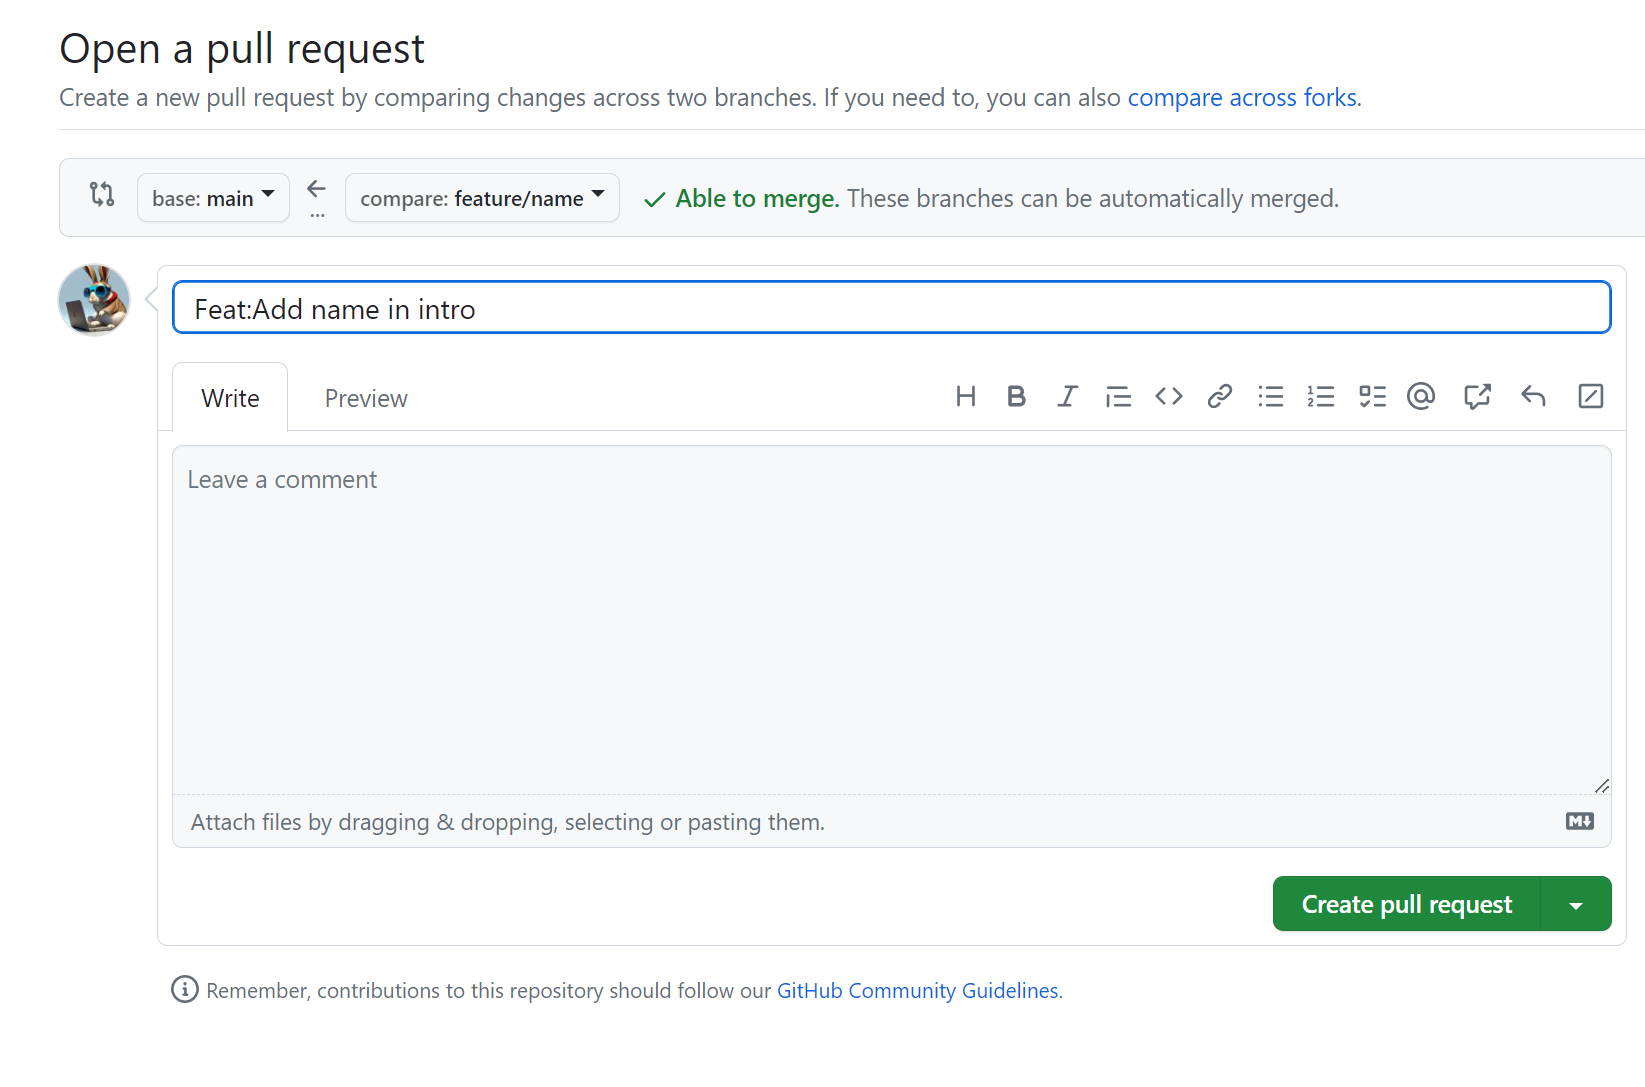 Open a pull request
Create a new pull request by comparing changes across two branches. If you need to, you can also compare across forks.
base: main
...
compare: feature/name
Able to merge. These branches can be automatically merged.
Feat:Add name in intro
Write
Preview
Leave a comment
Attach files by dragging & dropping, selecting or pasting them.
Create pull request
Remember, contributions to this repository should follow our GitHub Community Guidelines.